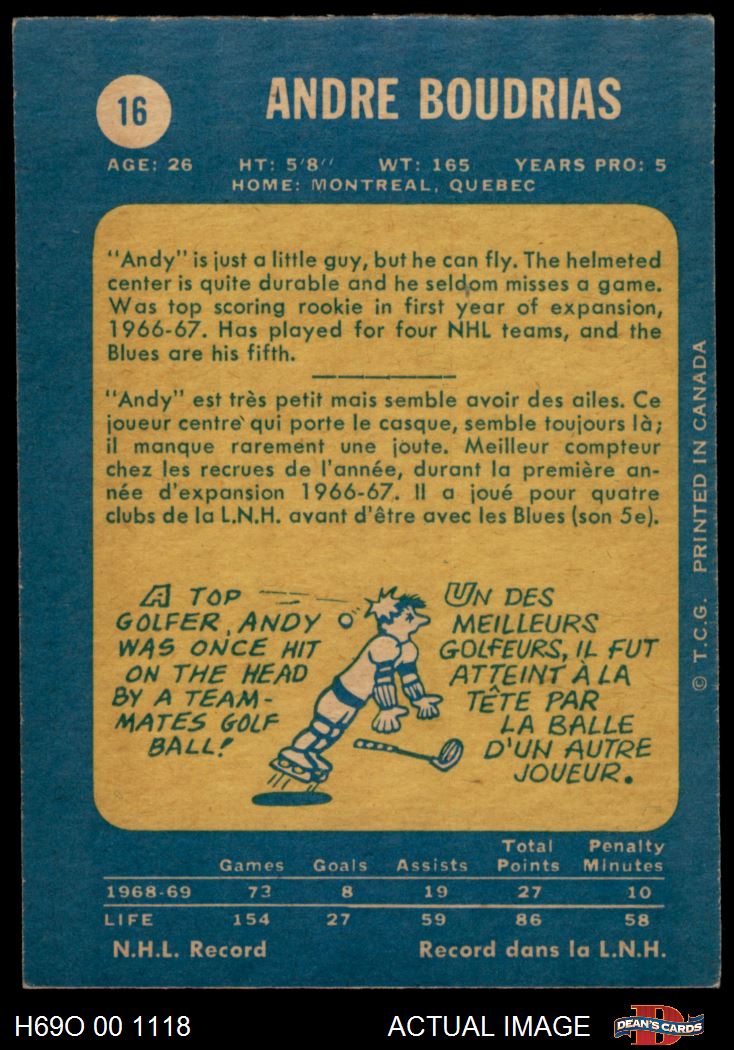 16
ANDRE BOUDRIAS
AGE: 26 HT: 5'8'' WT: 165 YEARS PRO: 5
HOME: MONTREAL, QUEBEC
"Andy" is just a little guy, but he can fly. The helmeted
center is quite durable and he seldom misses a game.
Was top scoring rookie in first year of expansion,
1966-67. Has played for four NHL teams, and the
Blues are his fifth.
"Andy" est très petit mais semble avoir des ailes. Ce
joueur centre qui porte le casque, semble toujours là;
il manque rarement une joute. Meilleur compteur
chez les recrues de l'année, durant la première an-
née d'expansion 1966-67. Il a joué pour quatre
clubs de la L.N.H. avant d'être avec les Blues (son 5e).
A TOP
GOLFER, ANDY
WAS ONCE HIT
ON THE HEAD
BY A TEAM-
MATES GOLF
BALL!
UN DES
MEILLEURS
GOLFEURS, IL FUT
ATTEINT À LA
TÊTE PAR
LA BALLE
D'UN AUTRE
JOUEUR.
© T.C.G. PRINTED IN CANADA
Games Goals Assists Total Points Penalty Minutes
1968-69 73 8 19 27 10
LIFE 154 27 59 86 58
N.H.L. Record Record dans la L.N.H.
H69O 00 1118 ACTUAL IMAGE DEAN'S CARDS